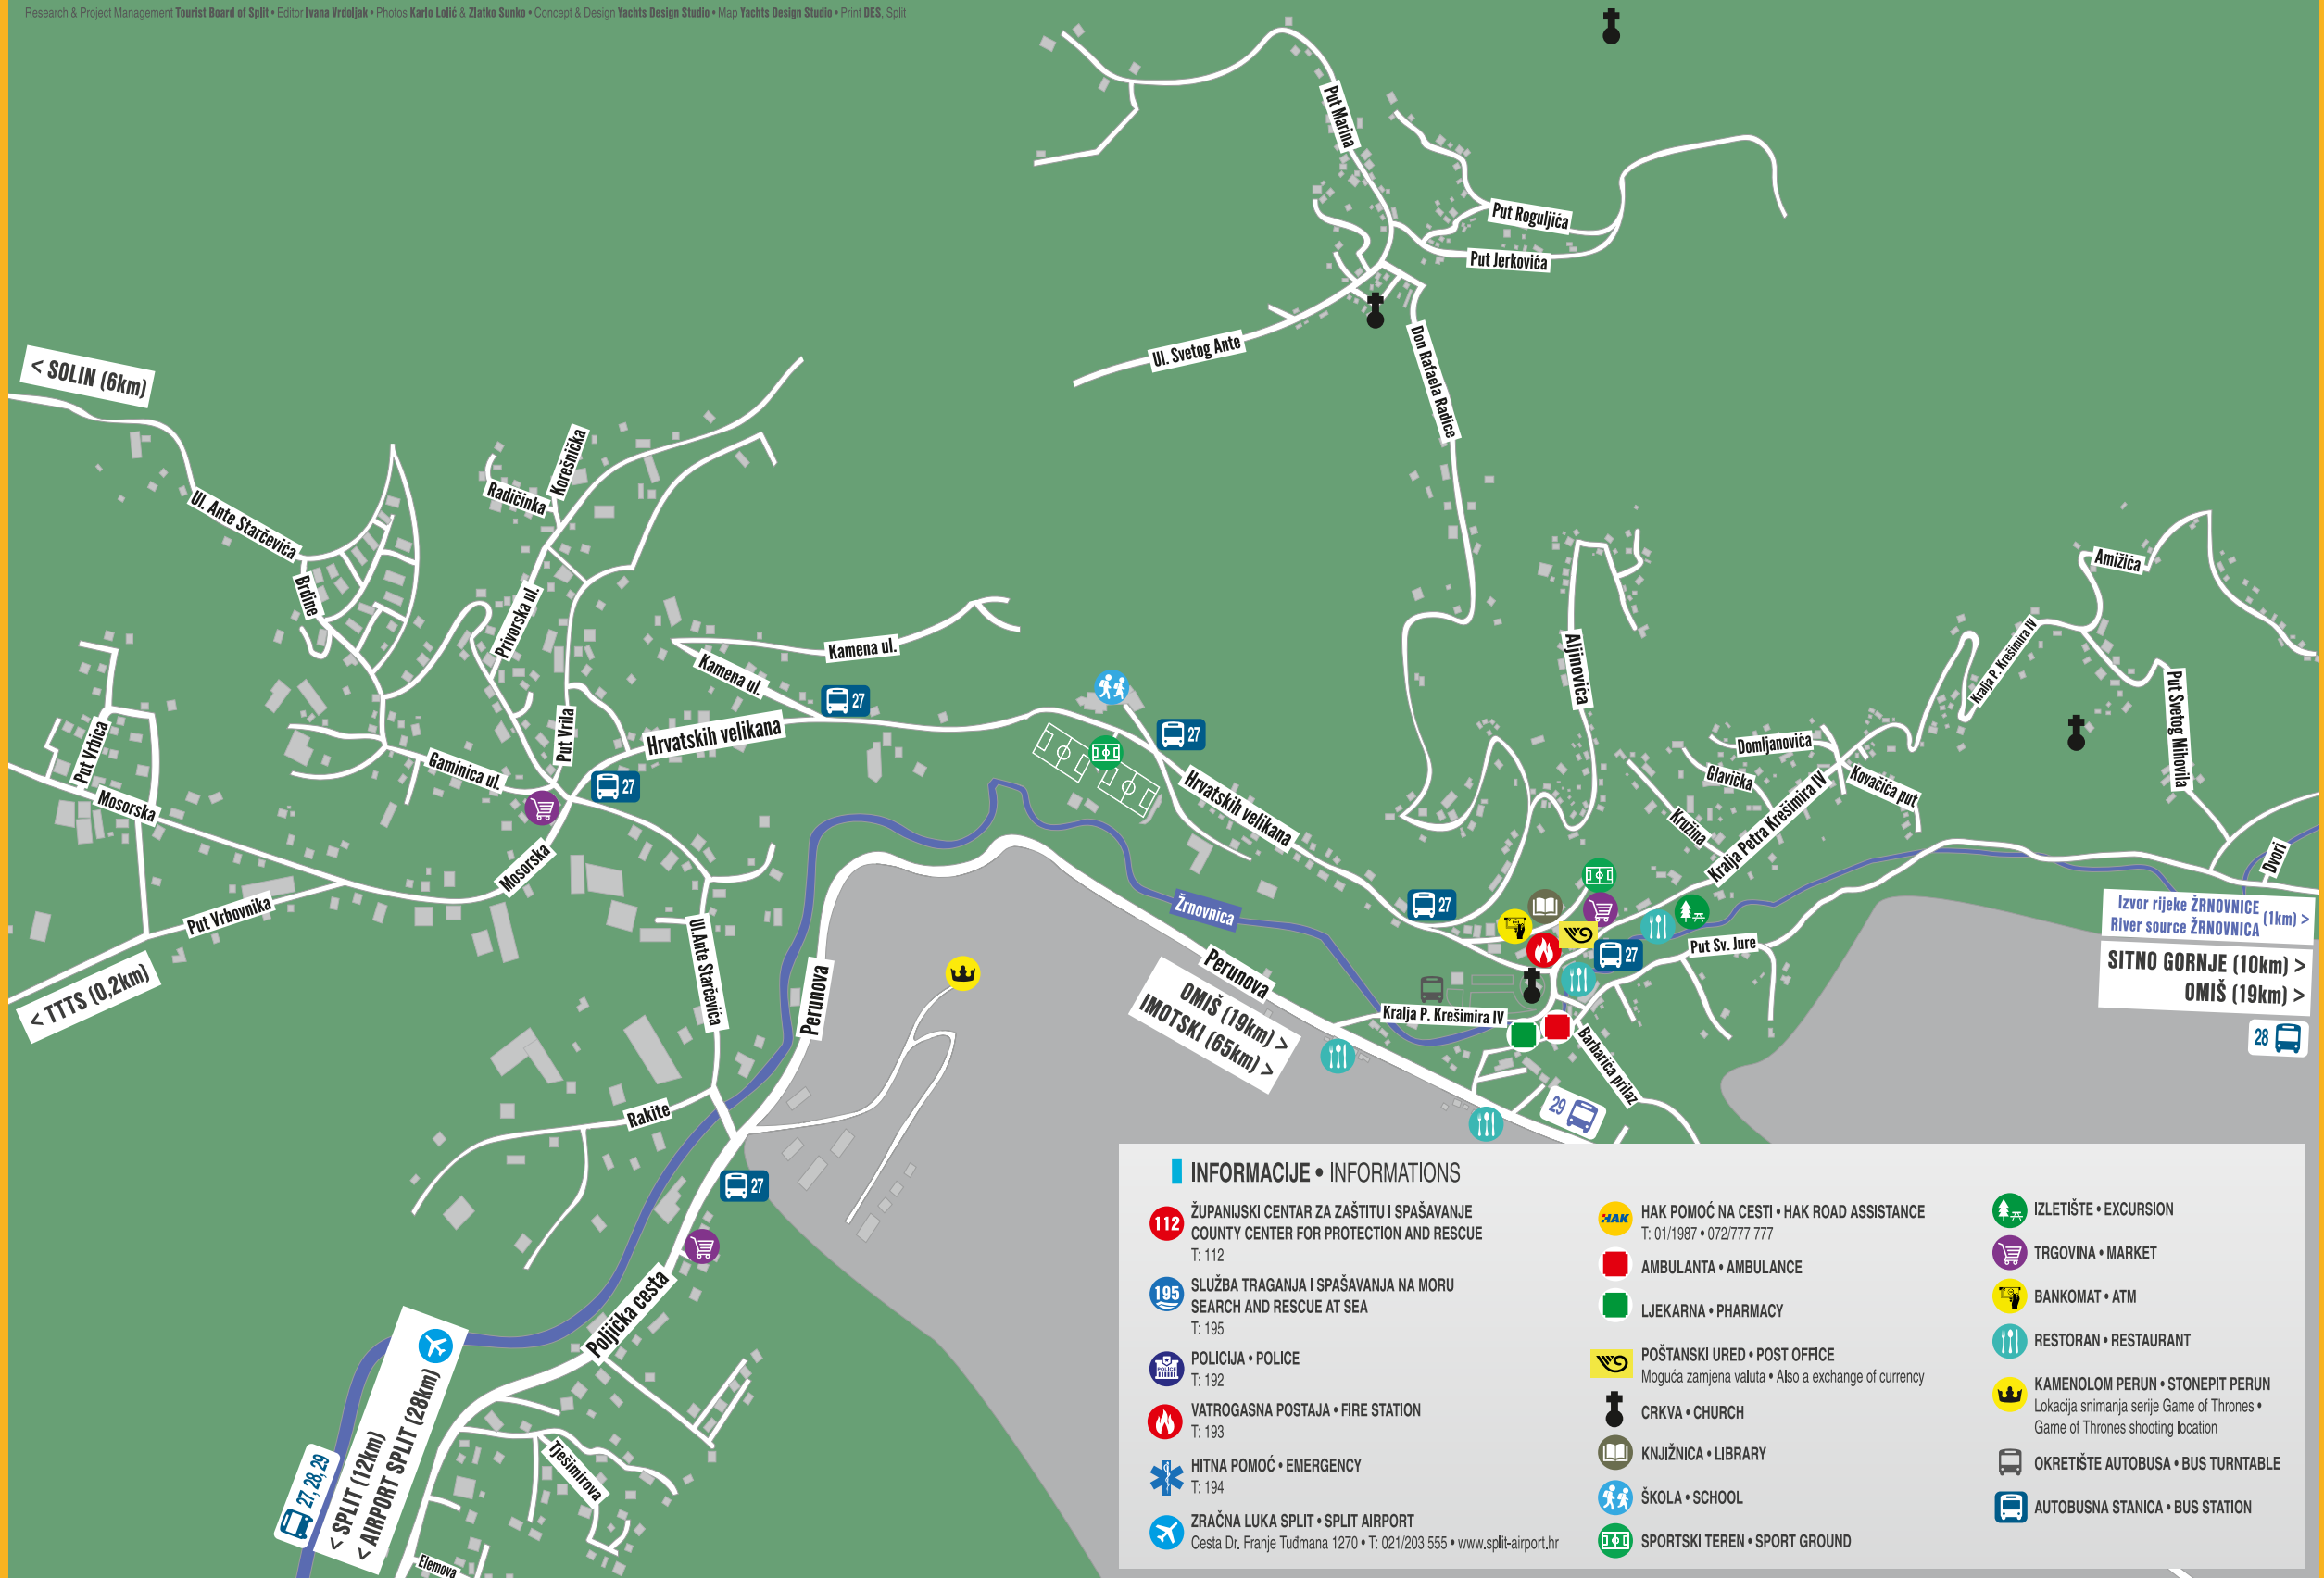 Research & Project Management Tourist Board of Split • Editor Ivana Vrdoljak • Photos Karlo Lolić & Zlatko Sunko • Concept & Design Yachts Design Studio • Map Yachts Design Studio • Print DES, Split
Put Marina
Put Roguljića
Put Jerkovića
Ul. Svetog Ante
Don Rafaela Radice
< SOLIN (6km)
Korešnička
Radičinka
Ul. Ante Starčevića
Brdine
Privorska ul.
Amižića
Kralja P. Krešimira IV
Aljinovića
Kamena ul.
Kamena ul.
27
Put Svetog Mihovila
Put Vrbica
Put Vrila
Hrvatskih velikana
27
Domljanovića
Glavička
Kovačića put
Gaminica ul.
27
Mosorska
Hrvatskih velikana
Kružina
Kralja Petra Krešimira IV
Mosorska
Dvori
Put Vrbovnika
27
Žrnovnica
Izvor rijeke ŽRNOVNICE
River source ŽRNOVNICA
(1km) >
Ul.Ante Starčevića
27
Put Sv. Jure
SITNO GORNJE (10km) >
OMIŠ (19km) >
28
< TTTS (0,2km)
Perunova
Perunova
OMIŠ (19km) >
IMOTSKI (65km) >
Kralja P. Krešimira IV
Barbarića prilaz
29
Rakite
27
Poljička cesta
27, 28, 29
< SPLIT (12km)
< AIRPORT SPLIT (28km)
Tješimirova
Elemova
INFORMACIJE • INFORMATIONS
112
ŽUPANIJSKI CENTAR ZA ZAŠTITU I SPAŠAVANJE
COUNTY CENTER FOR PROTECTION AND RESCUE
T: 112
195
SLUŽBA TRAGANJA I SPAŠAVANJA NA MORU
SEARCH AND RESCUE AT SEA
T: 195
POLICE
POLICIJA • POLICE
T: 192
VATROGASNA POSTAJA • FIRE STATION
T: 193
HITNA POMOĆ • EMERGENCY
T: 194
ZRAČNA LUKA SPLIT • SPLIT AIRPORT
Cesta Dr. Franje Tuđmana 1270 • T: 021/203 555 • www.split-airport.hr
HAK
HAK POMOĆ NA CESTI • HAK ROAD ASSISTANCE
T: 01/1987 • 072/777 777
AMBULANTA • AMBULANCE
LJEKARNA • PHARMACY
POŠTANSKI URED • POST OFFICE
Moguća zamjena valuta • Also a exchange of currency
CRKVA • CHURCH
KNJIŽNICA • LIBRARY
ŠKOLA • SCHOOL
SPORTSKI TEREN • SPORT GROUND
IZLETIŠTE • EXCURSION
TRGOVINA • MARKET
BANKOMAT • ATM
RESTORAN • RESTAURANT
KAMENOLOM PERUN • STONEPIT PERUN
Lokacija snimanja serije Game of Thrones •
Game of Thrones shooting location
OKRETIŠTE AUTOBUSA • BUS TURNTABLE
AUTOBUSNA STANICA • BUS STATION